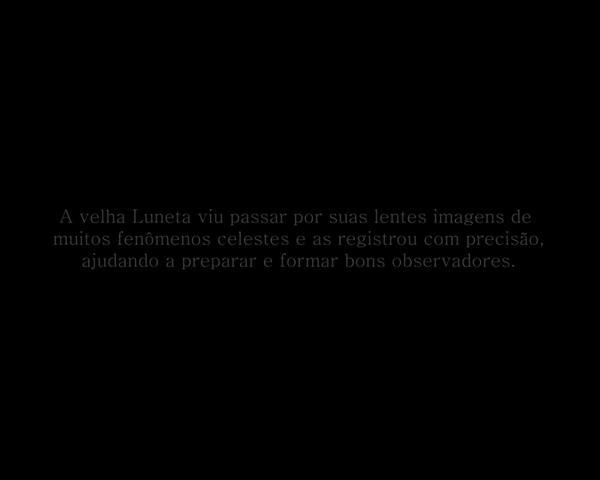 A velha Luneta viu passar por suas lentes imagens de
muitos fenômenos celestes e as registrou com precisão,
ajudando a preparar e formar bons observadores.